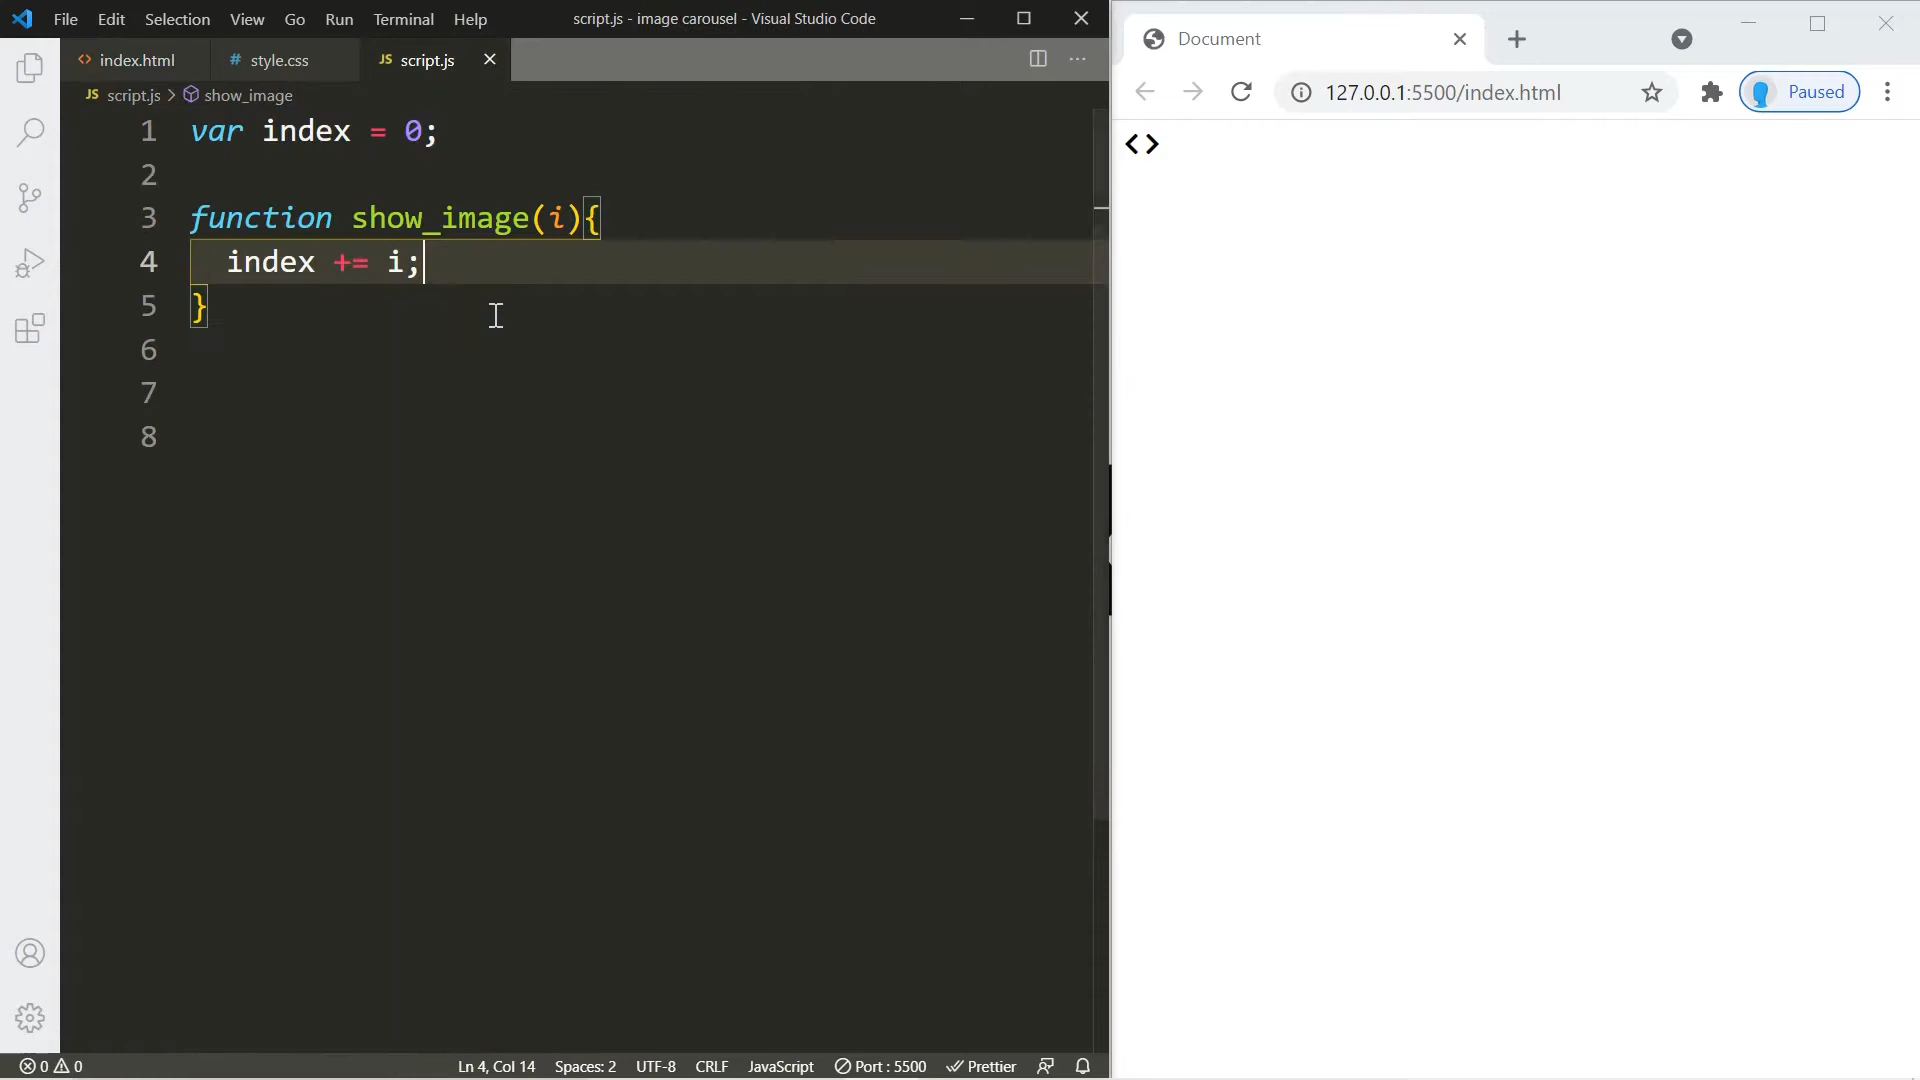 File Edit Selection View Go Run Terminal Help script.js - image carousel - Visual Studio Code
index.html # style.css JS script.js
JS script.js > show_image
1 var index = 0;
2
3 function show_image(i){
4 index += i;
5 }
6
7
8
0 0 Ln 4, Col 14 Spaces: 2 UTF-8 CRLF JavaScript Port : 5500 Prettier
Document
127.0.0.1:5500/index.html Paused
< >